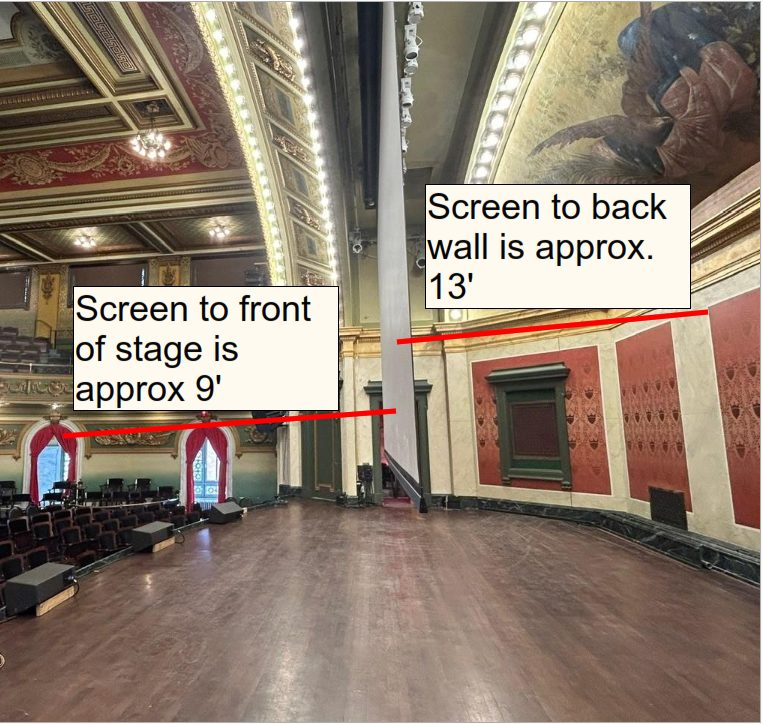 Screen to back
wall is approx.
13'
Screen to front
of stage is
approx 9'